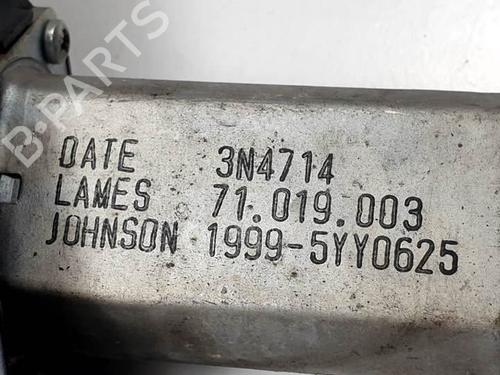 B-PARTS
DATE 3N4714
LAMES 71.019.003
JOHNSON 1999-5YY0625